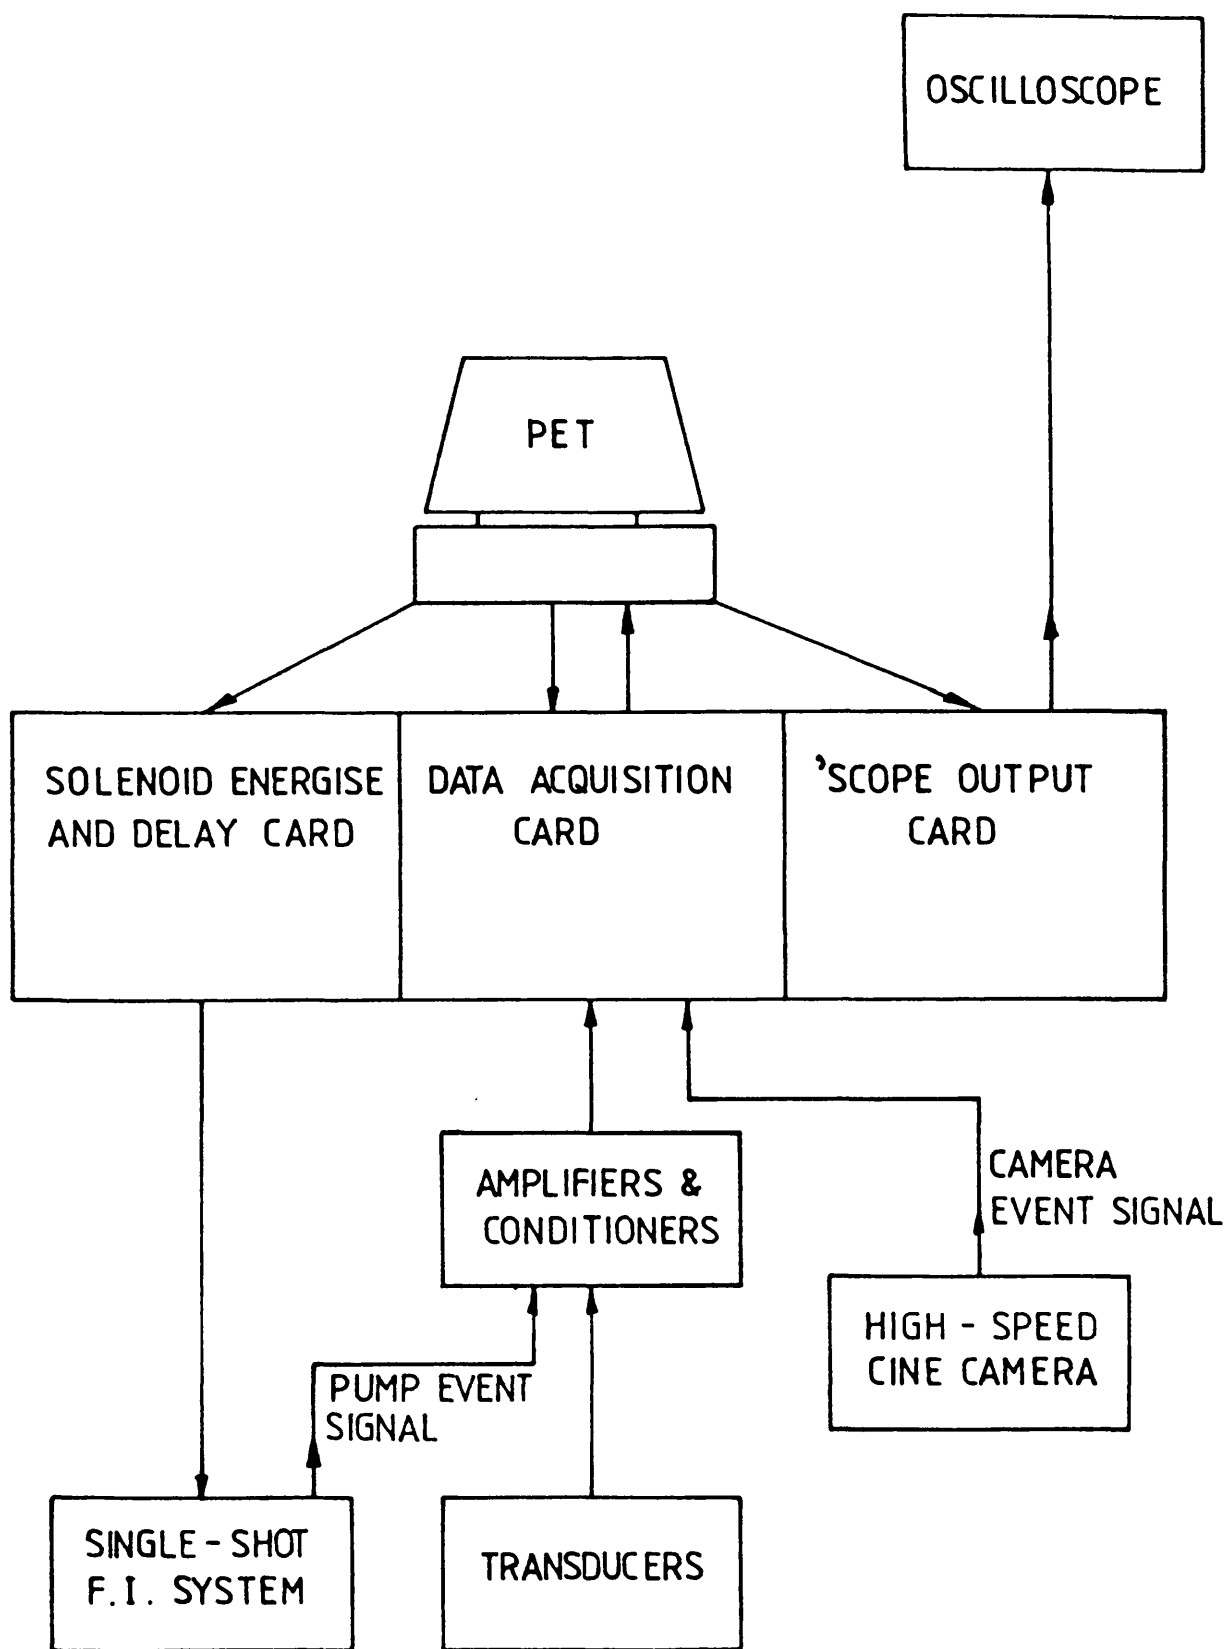 OSCILLOSCOPE
PET
SOLENOID ENERGISE
AND DELAY CARD
DATA ACQUISITION
CARD
'SCOPE OUTPUT
CARD
AMPLIFIERS &
CONDITIONERS
CAMERA
EVENT SIGNAL
HIGH - SPEED
CINE CAMERA
PUMP EVENT
SIGNAL
SINGLE - SHOT
F. I. SYSTEM
TRANSDUCERS